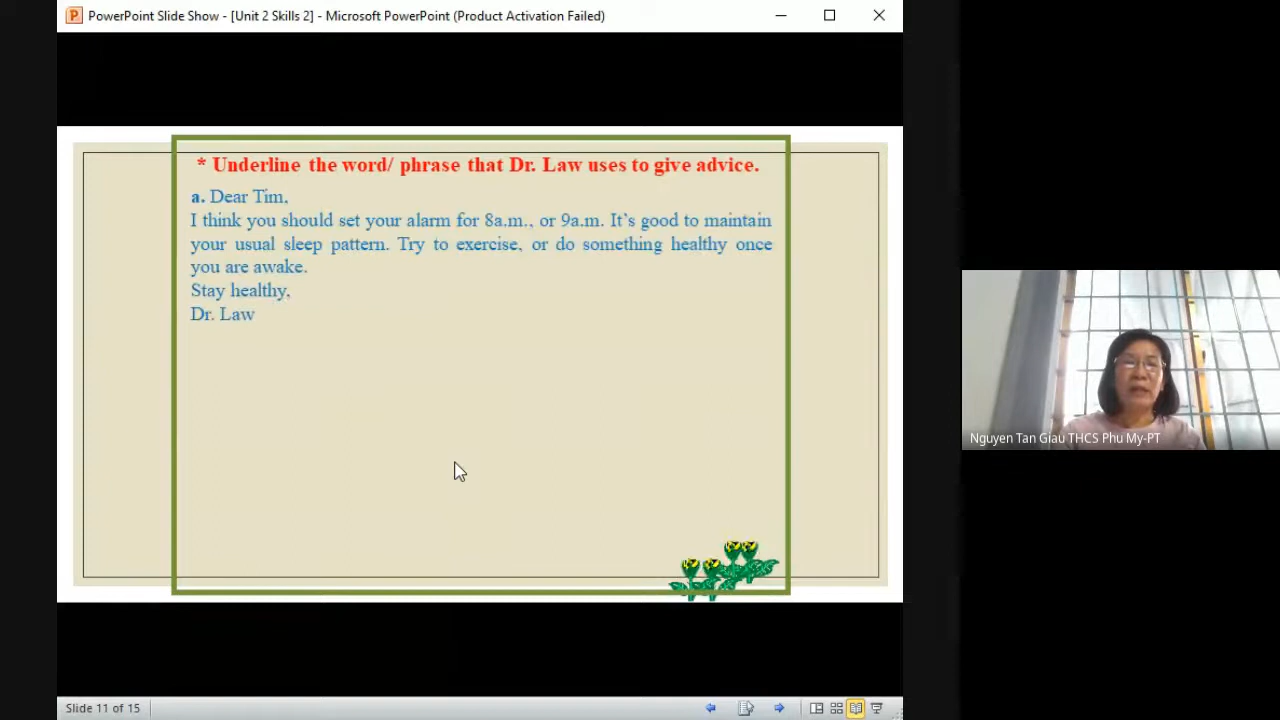 PowerPoint Slide Show - [Unit 2 Skills 2] - Microsoft PowerPoint (Product Activation Failed)
* Underline the word/ phrase that Dr. Law uses to give advice.
a. Dear Tim,
I think you should set your alarm for 8a.m., or 9a.m. It's good to maintain
your usual sleep pattern. Try to exercise, or do something healthy once
you are awake.
Stay healthy,
Dr. Law
Nguyen Tan Giau THCS Phu My-PT
Slide 11 of 15